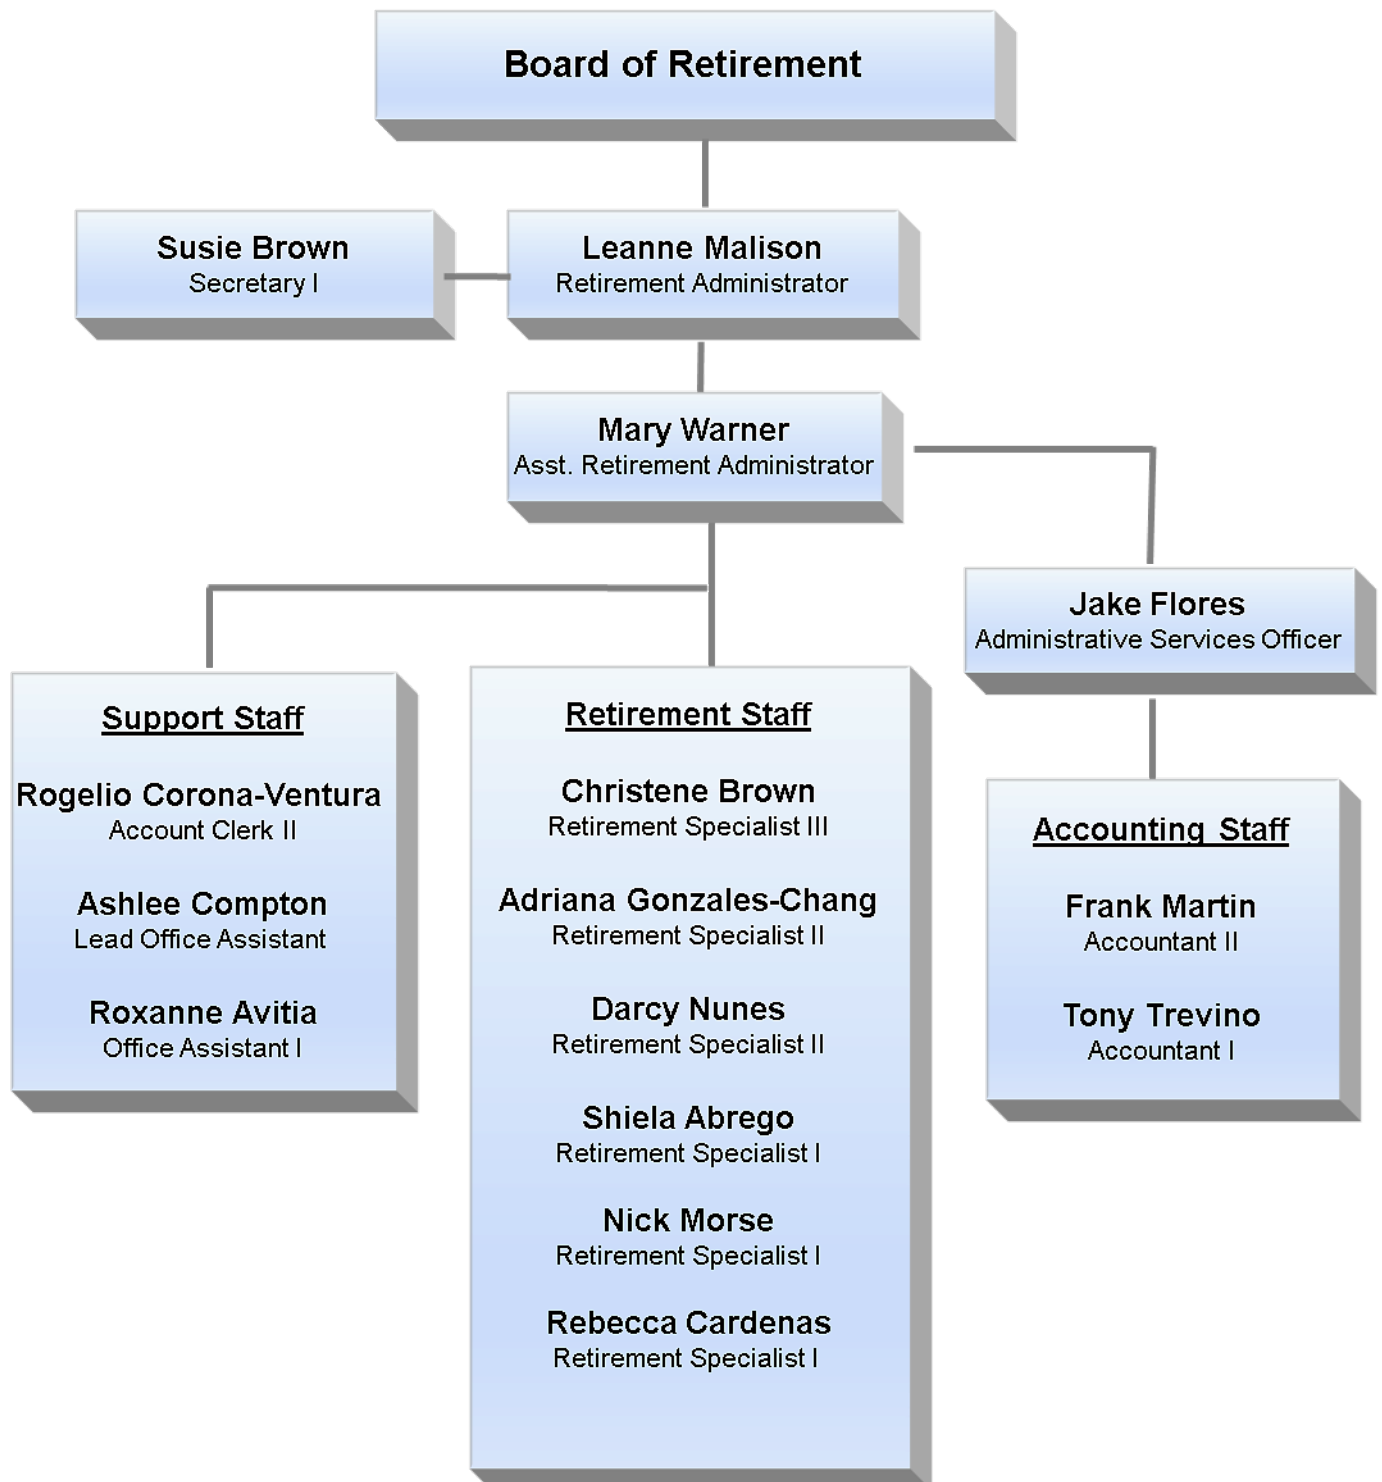 Board of Retirement
Susie Brown
Secretary I
Leanne Malison
Retirement Administrator
Mary Warner
Asst. Retirement Administrator
Jake Flores
Administrative Services Officer
Support Staff
Rogelio Corona-Ventura
Account Clerk II
Ashlee Compton
Lead Office Assistant
Roxanne Avitia
Office Assistant I
Retirement Staff
Christene Brown
Retirement Specialist III
Adriana Gonzales-Chang
Retirement Specialist II
Darcy Nunes
Retirement Specialist II
Shiela Abrego
Retirement Specialist I
Nick Morse
Retirement Specialist I
Rebecca Cardenas
Retirement Specialist I
Accounting Staff
Frank Martin
Accountant II
Tony Trevino
Accountant I